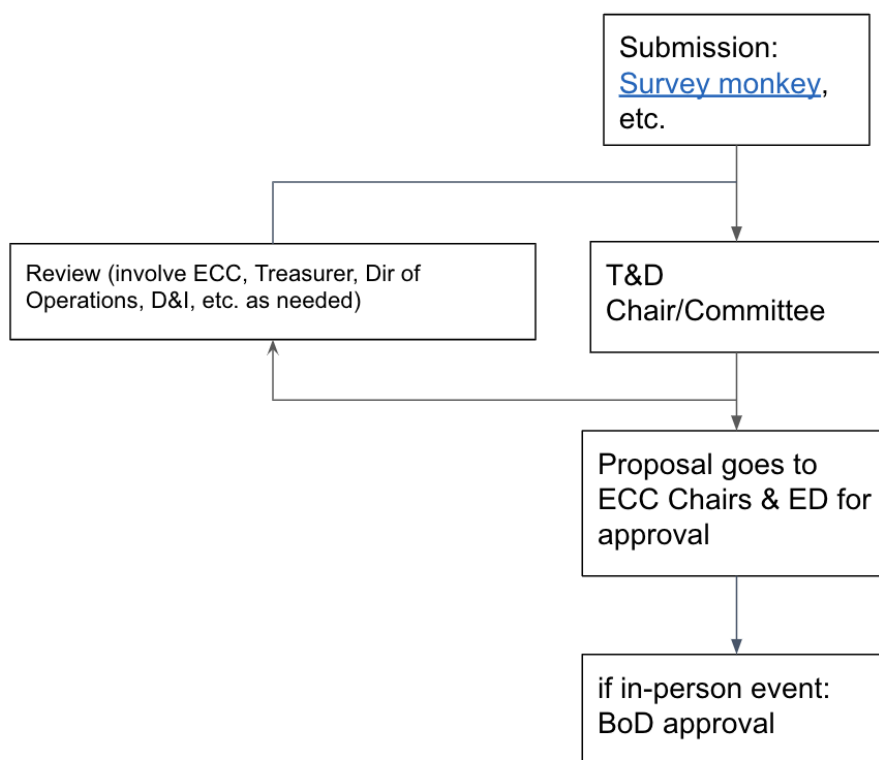 Submission:
Survey monkey,
etc.
Review (involve ECC, Treasurer, Dir of
Operations, D&I, etc. as needed)
T&D
Chair/Committee
Proposal goes to
ECC Chairs & ED for
approval
if in-person event:
BoD approval